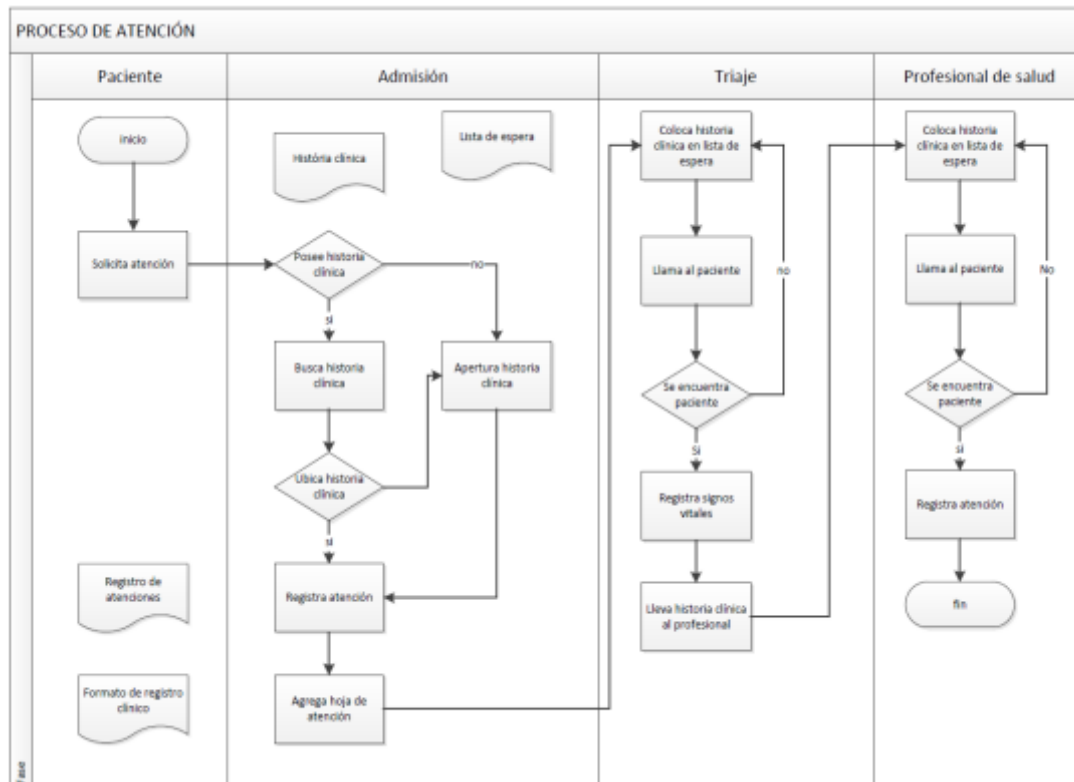 PROCESO DE ATENCIÓN
Paciente
Admisión
Triaje
Profesional de salud
inicio
Solicita atención
Registro de
atenciones
Formato de registro
clínico
História clínica
Lista de espera
Posee historia
clínica
no
si
Busca historia
clínica
Apertura historia
clínica
Ubica historia
clínica
si
Registra atención
Agrega hoja de
atención
Coloca historia
clínica en lista de
espera
Llama al paciente
no
Se encuentra
paciente
Si
Registra signos
vitales
Lleva historia clínica
al profesional
Coloca historia
clínica en lista de
espera
Llama al paciente
No
Se encuentra
paciente
si
Registra atención
fin